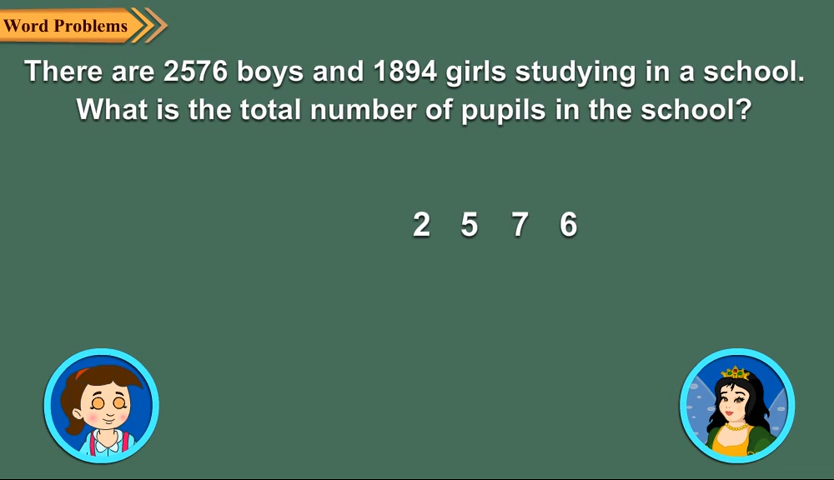 Word Problems
There are 2576 boys and 1894 girls studying in a school.
What is the total number of pupils in the school?
2 5 7 6